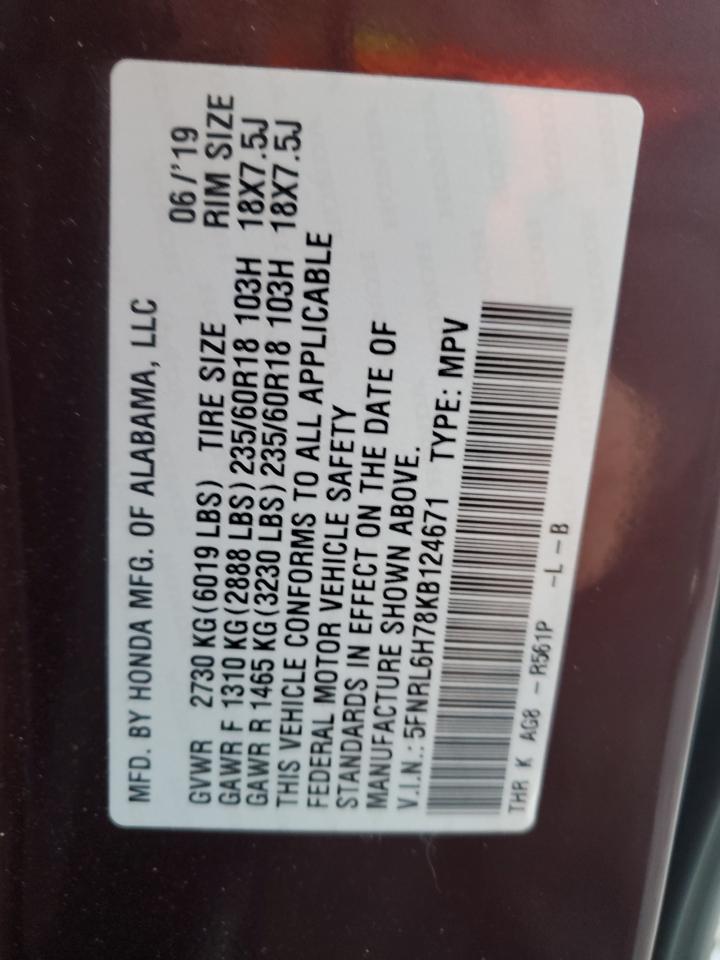 MFD. BY HONDA MFG. OF ALABAMA, LLC 06/'19
GVWR 2730 KG(6019 LBS) TIRE SIZE RIM SIZE
GAWR F 1310 KG(2888 LBS) 235/60R18 103H 18X7.5J
GAWR R 1465 KG(3230 LBS) 235/60R18 103H 18X7.5J
THIS VEHICLE CONFORMS TO ALL APPLICABLE
FEDERAL MOTOR VEHICLE SAFETY
STANDARDS IN EFFECT ON THE DATE OF
MANUFACTURE SHOWN ABOVE.
V.I.N.: 5FNRL6H78KB124671 TYPE: MPV
THR K AG8 - R561P -L-B